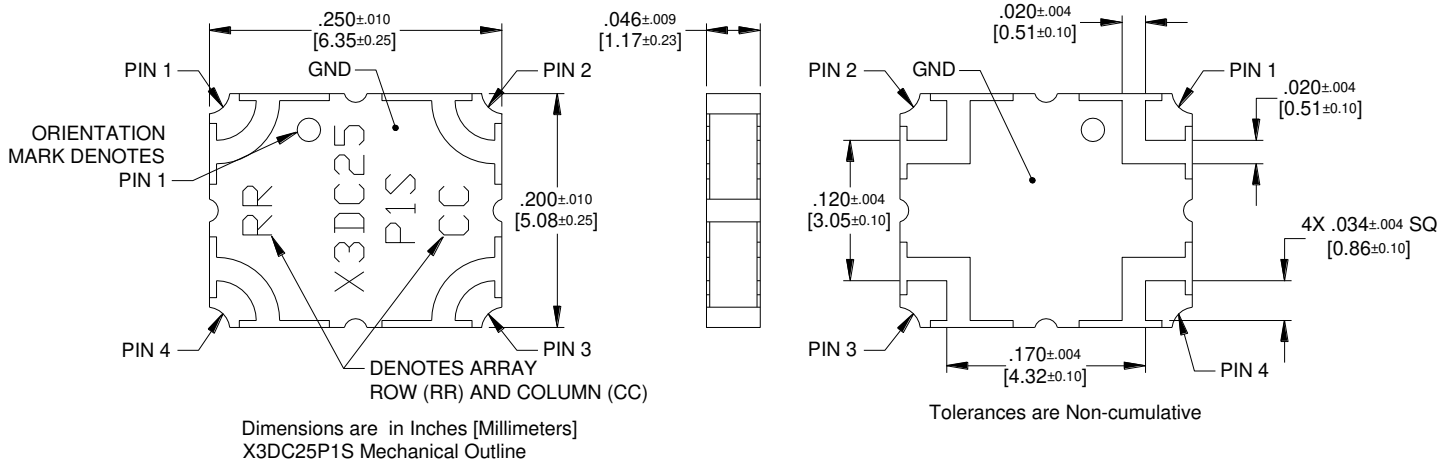 .250±.010
[6.35±0.25]
.046±.009
[1.17±0.23]
.020±.004
[0.51±0.10]
PIN 1
GND
PIN 2
PIN 2
GND
PIN 1
.020±.004
[0.51±0.10]
ORIENTATION
MARK DENOTES
PIN 1
RR
X3DC25
P1S
CC
.200±.010
[5.08±0.25]
.120±.004
[3.05±0.10]
4X .034±.004 SQ
[0.86±0.10]
PIN 4
PIN 3
PIN 3
PIN 4
.170±.004
[4.32±0.10]
DENOTES ARRAY
ROW (RR) AND COLUMN (CC)
Tolerances are Non-cumulative
Dimensions are in Inches [Millimeters]
X3DC25P1S Mechanical Outline